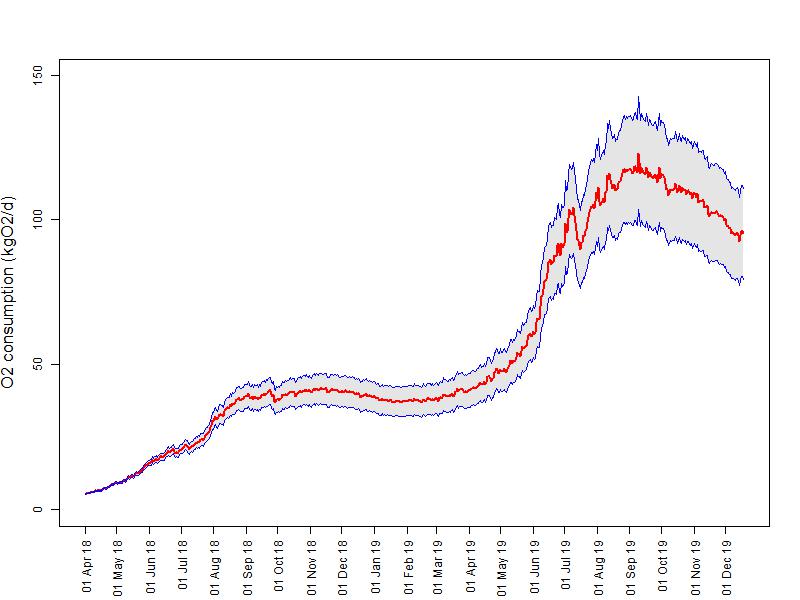 O2 consumption (kgO2/d)
150
100
50
0
01 Apr 18
01 May 18
01 Jun 18
01 Jul 18
01 Aug 18
01 Sep 18
01 Oct 18
01 Nov 18
01 Dec 18
01 Jan 19
01 Feb 19
01 Mar 19
01 Apr 19
01 May 19
01 Jun 19
01 Jul 19
01 Aug 19
01 Sep 19
01 Oct 19
01 Nov 19
01 Dec 19